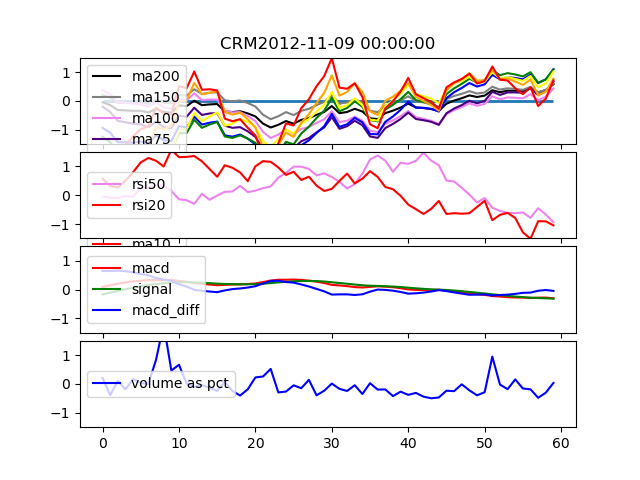 CRM2012-11-09 00:00:00
1
0
−1
ma200
ma150
ma100
ma75
1
0
−1
rsi50
rsi20
ma10
1
0
−1
macd
signal
macd_diff
1
0
−1
volume as pct
0 10 20 30 40 50 60